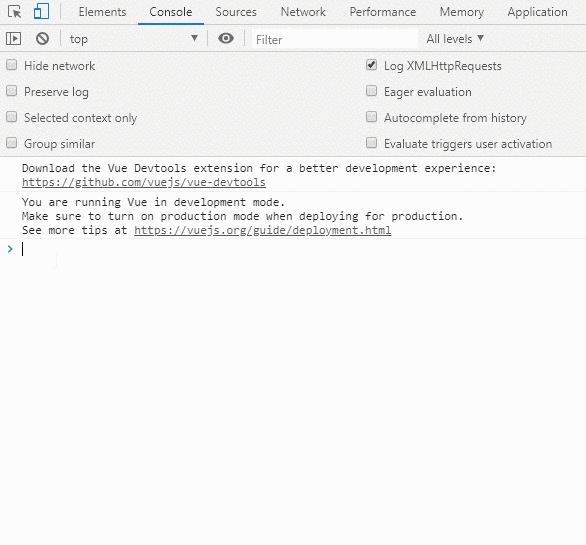 Elements Console Sources Network Performance Memory Application
top Filter All levels
Hide network Log XMLHttpRequests
Preserve log Eager evaluation
Selected context only Autocomplete from history
Group similar Evaluate triggers user activation
Download the Vue Devtools extension for a better development experience:
https://github.com/vuejs/vue-devtools
You are running Vue in development mode.
Make sure to turn on production mode when deploying for production.
See more tips at https://vuejs.org/guide/deployment.html